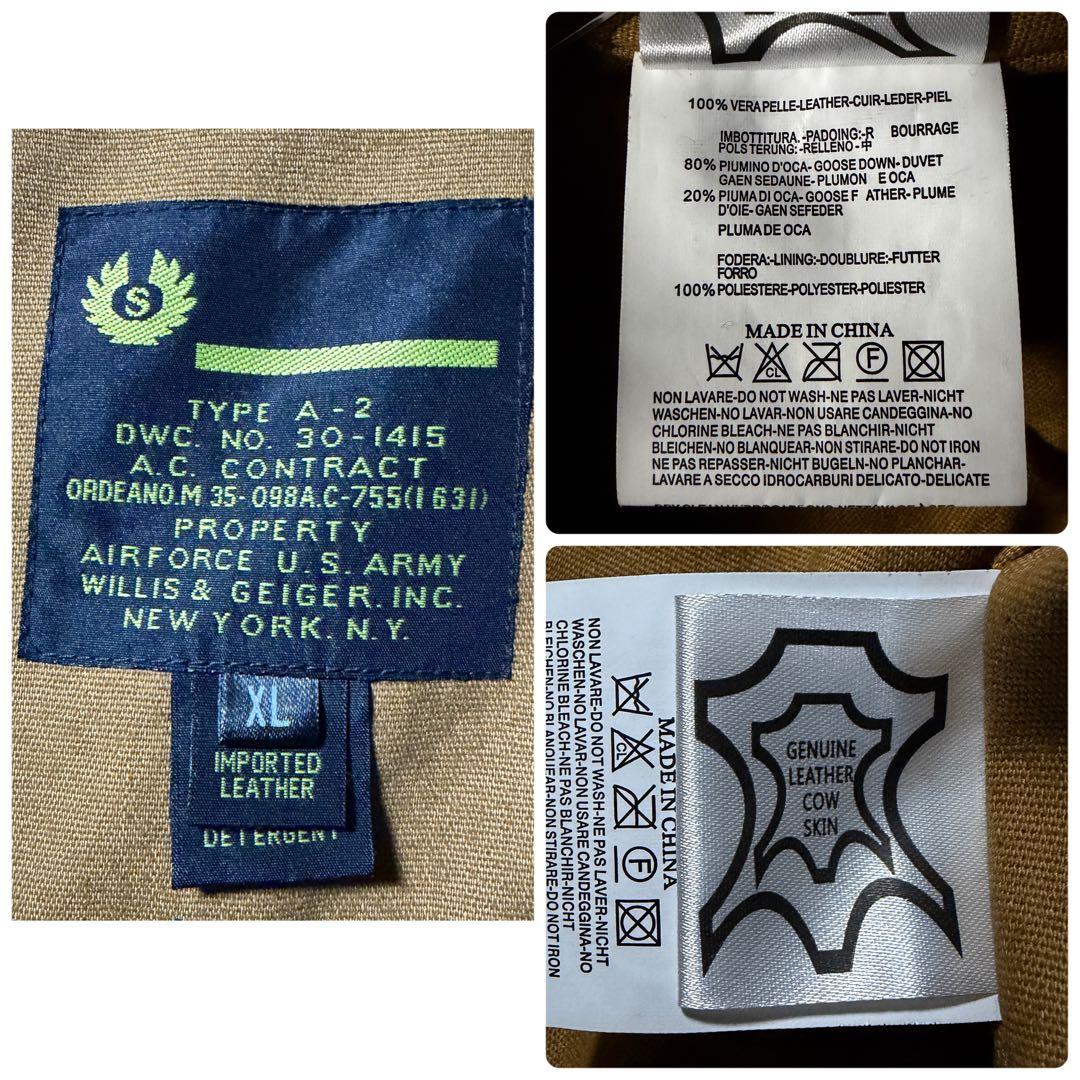 S
TYPE A-2
DWC. NO. 30-1415
A.C. CONTRACT
ORDEANO.M 35-098A.C-755(1631)
PROPERTY
AIRFORCE U.S. ARMY
WILLIS & GEIGER. INC.
NEW YORK. N.Y.
XL
IMPORTED
LEATHER
DETERGENT
100% VERA PELLE-LEATHER-CUIR-LEDER-PIEL
IMBOTTITURA.-PADOING:-R BOURRAGE
POLSTERUNG:-RELLENO-中
80% PIUMINO D'OCA-GOOSE DOWN-DUVET
GAEN SEDAUNE-PLUMON E OCA
20% PIUMA DI OCA-GOOSE F ATHER-PLUME
D'OIE-GAEN SEFEDER
PLUMA DE OCA
FODERA:-LINING:-DOUBLURE:-FUTTER
FORRO
100% POLIESTERE-POLYESTER-POLIESTER
MADE IN CHINA
CL F
NON LAVARE-DO NOT WASH-NE PAS LAVER-NICHT
WASCHEN-NO LAVAR-NON USARE CANDEGGINA-NO
CHLORINE BLEACH-NE PAS BLANCHIR-NICHT
BLEICHEN-NO BLANQUEAR-NON STIRARE-DO NOT IRON
NE PAS REPASSER-NICHT BUGELN-NO PLANCHAR-
LAVARE A SECCO IDROCARBURI DELICATO-DELICATE
GENUINE
LEATHER
COW
SKIN
MADE IN CHINA
CL F
NON LAVARE-DO NOT WASH-NE PAS LAVER-NICHT
WASCHEN-NO LAVAR-NON USARE CANDEGGINA-NO
CHLORINE BLEACH-NE PAS BLANCHIR-NICHT
BLEICHEN-NO BLANQUEAR-NON STIRARE-DO NOT IRON